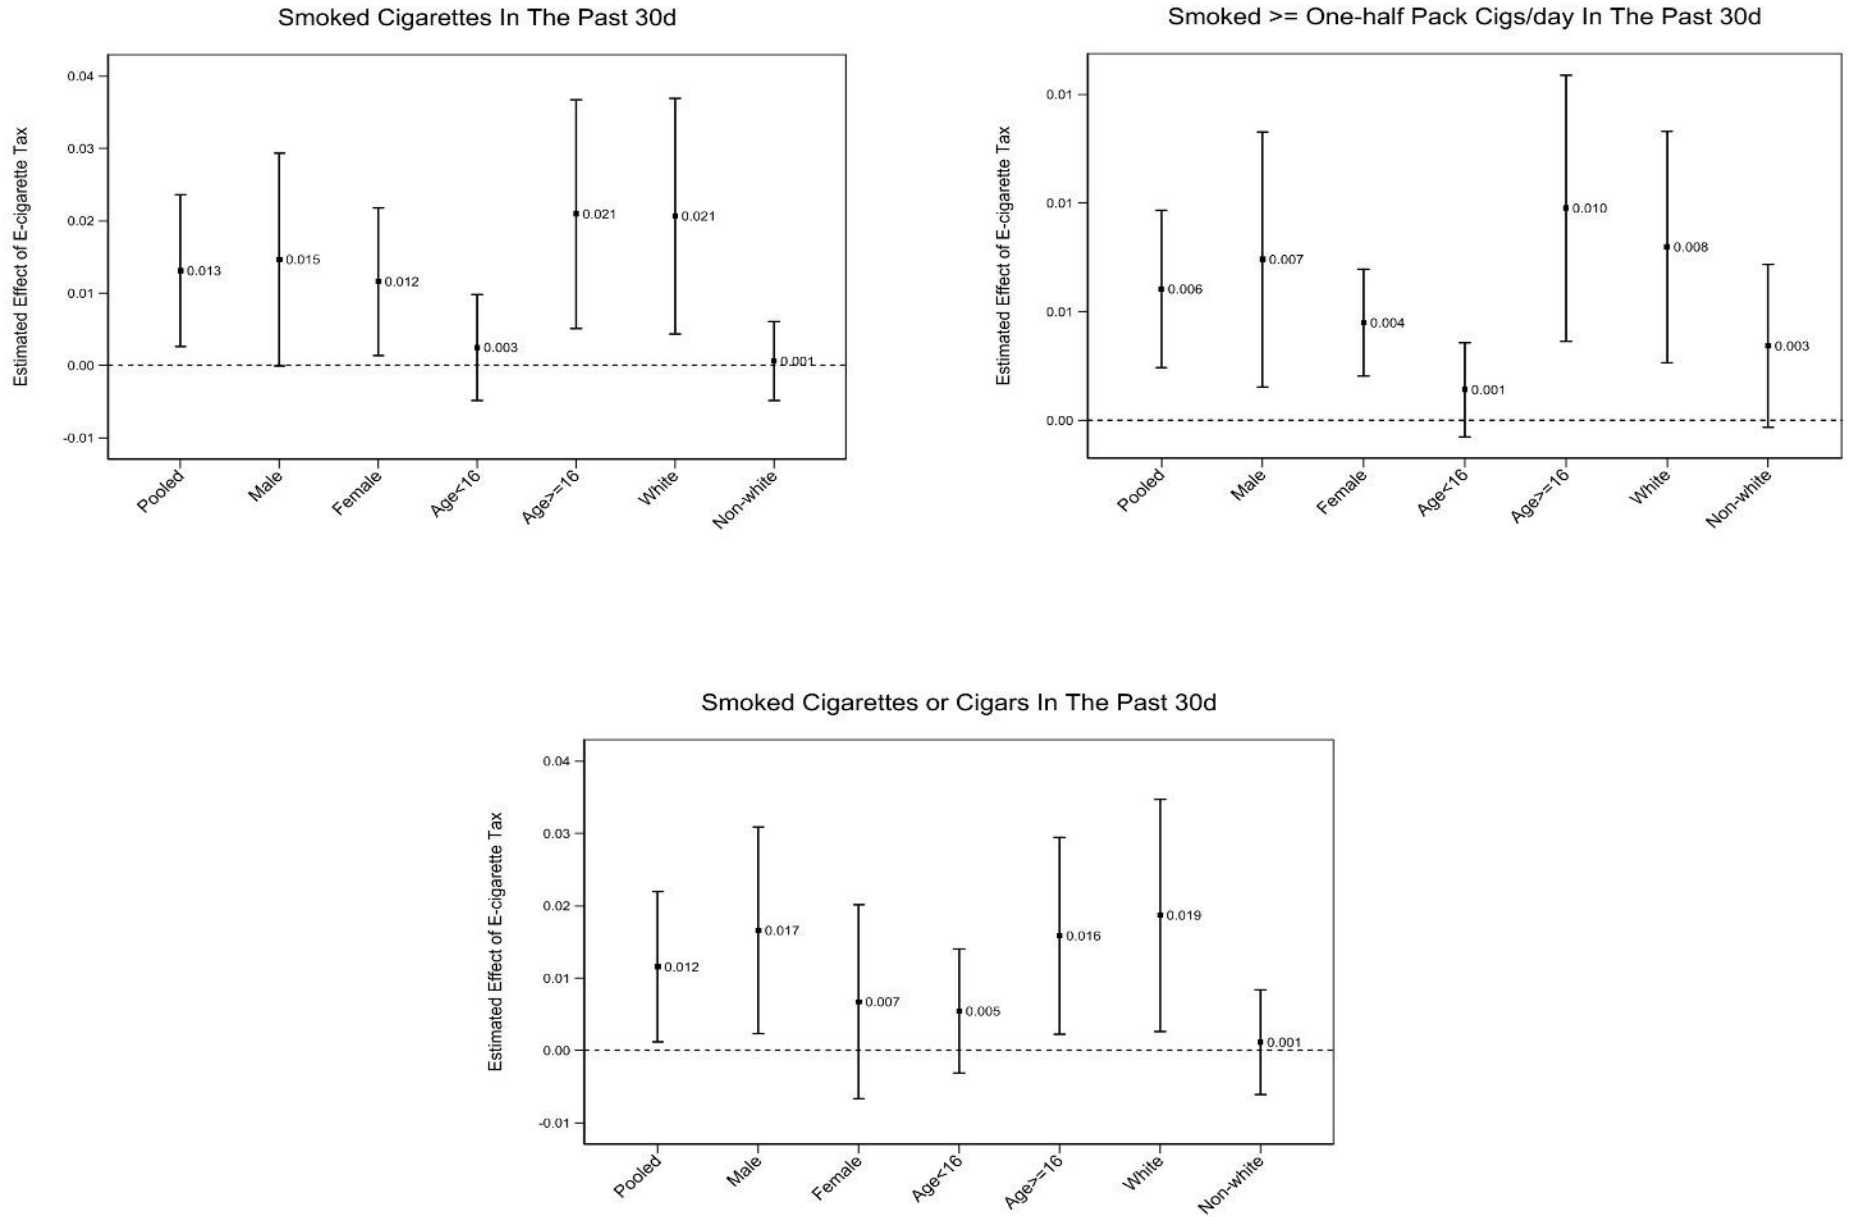 Smoked Cigarettes In The Past 30d
Estimated Effect of E-cigarette Tax
0.04
0.03
0.02
0.01
0.00
-0.01
0.013
0.015
0.012
0.003
0.021
0.021
0.001
Pooled
Male
Female
Age<16
Age>=16
White
Non-white
Smoked >= One-half Pack Cigs/day In The Past 30d
Estimated Effect of E-cigarette Tax
0.01
0.01
0.01
0.00
0.006
0.007
0.004
0.001
0.010
0.008
0.003
Pooled
Male
Female
Age<16
Age>=16
White
Non-white
Smoked Cigarettes or Cigars In The Past 30d
Estimated Effect of E-cigarette Tax
0.04
0.03
0.02
0.01
0.00
-0.01
0.012
0.017
0.007
0.005
0.016
0.019
0.001
Pooled
Male
Female
Age<16
Age>=16
White
Non-white